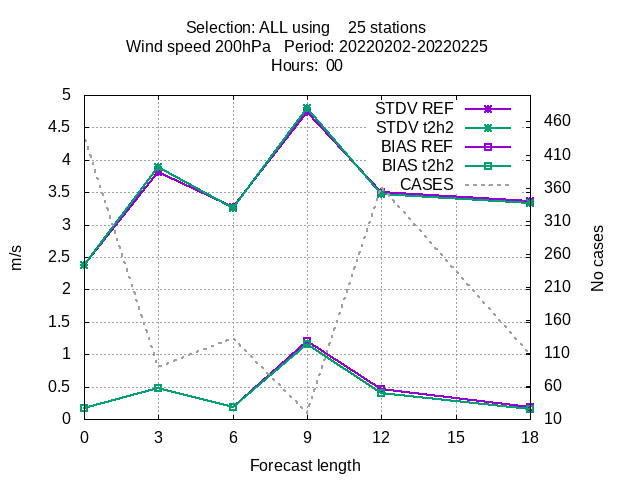 Selection: ALL using    25 stations
Wind speed 200hPa   Period: 20220202-20220225
Hours:  00
STDV REF
STDV t2h2
BIAS REF
BIAS t2h2
CASES
5
4.5
4
3.5
3
2.5
2
1.5
1
0.5
0
m/s
460
410
360
310
260
210
160
110
60
10
No cases
0 3 6 9 12 15 18
Forecast length